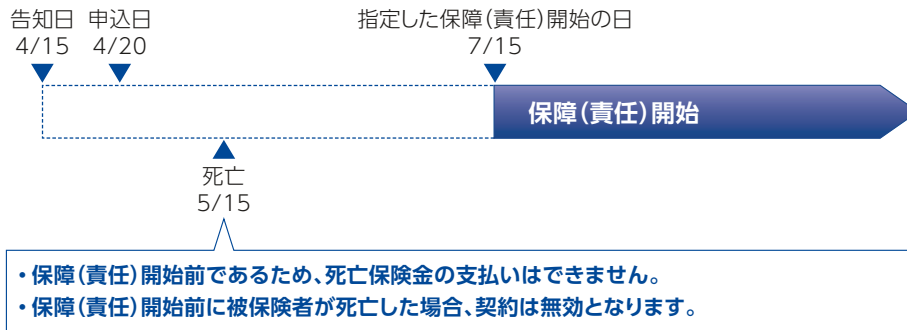 告知日 申込日 指定した保障(責任)開始の日
4/15 4/20 7/15
保障(責任)開始
死亡
5/15
・保障(責任)開始前であるため、死亡保険金の支払いはできません。
・保障(責任)開始前に被保険者が死亡した場合、契約は無効となります。